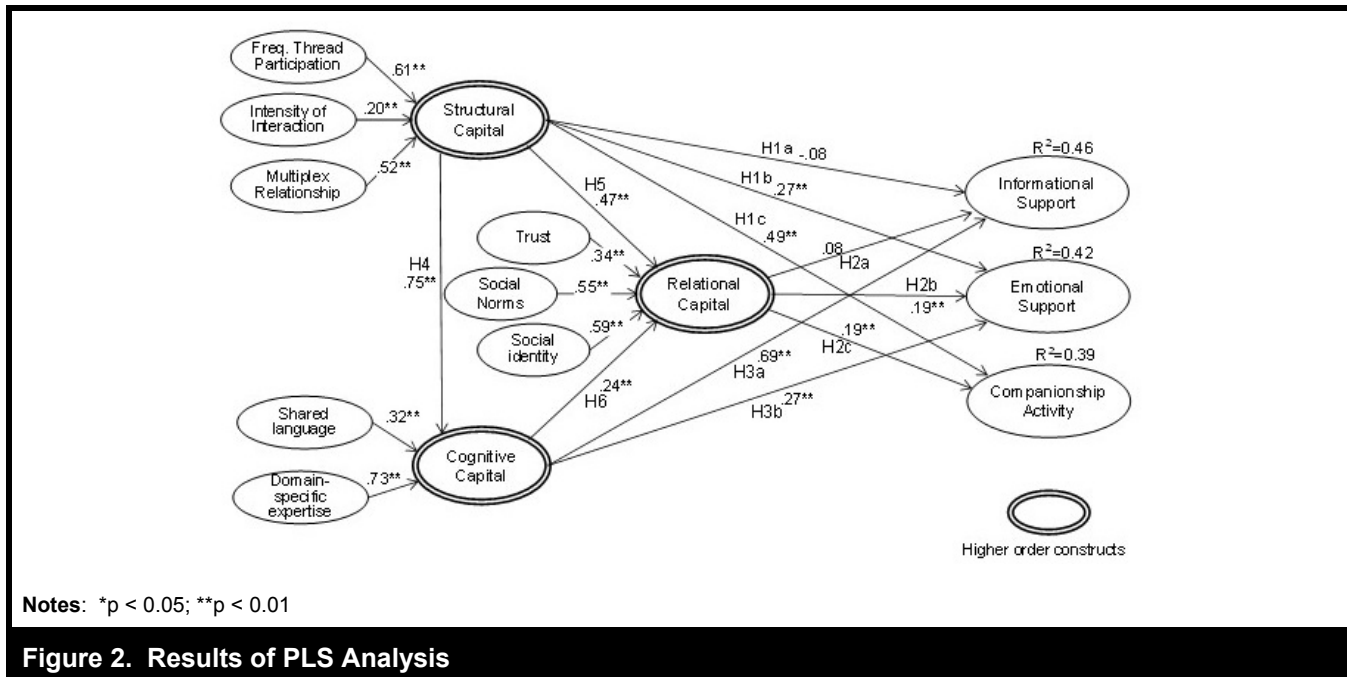 Freq. Thread
Participation
.61**
Intensity of
Interaction
.20**
Multiplex
Relationship
.52**
Structural
Capital
H1a
-.08
H1b
.27**
H1c
.49**
H5
.47**
H4
.75**
Trust
.34**
Social
Norms
.55**
Social
identity
.59**
Relational
Capital
.08
H2a
H2b
.19**
.19**
H2c
.24**
H6
.69**
H3a
.27**
H3b
Shared
language
.32**
Domain-
specific
expertise
.73**
Cognitive
Capital
R²=0.46
Informational
Support
R²=0.42
Emotional
Support
R²=0.39
Companionship
Activity
Higher order constructs
Notes: *p < 0.05; **p < 0.01
Figure 2. Results of PLS Analysis